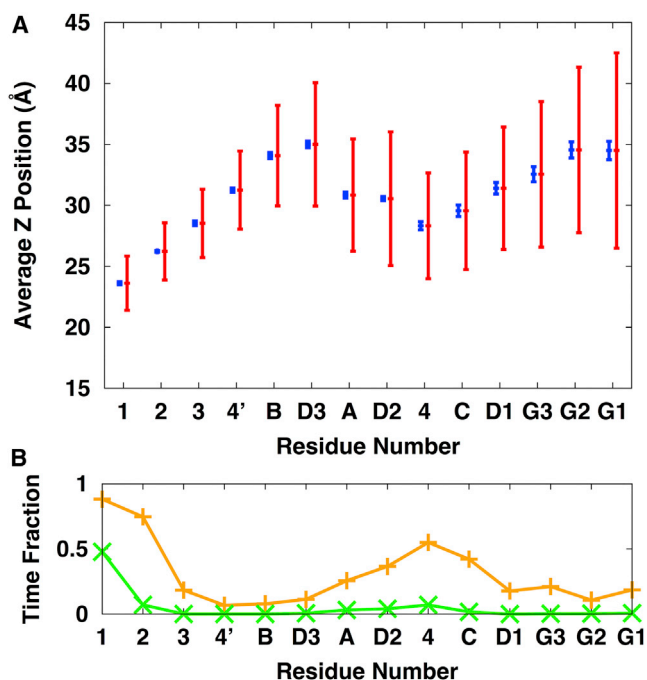 A
Average Z Position (Å)
45
40
35
30
25
20
15
1 2 3 4' B D3 A D2 4 C D1 G3 G2 G1
Residue Number
B
Time Fraction
1
0.5
0
1 2 3 4' B D3 A D2 4 C D1 G3 G2 G1
Residue Number